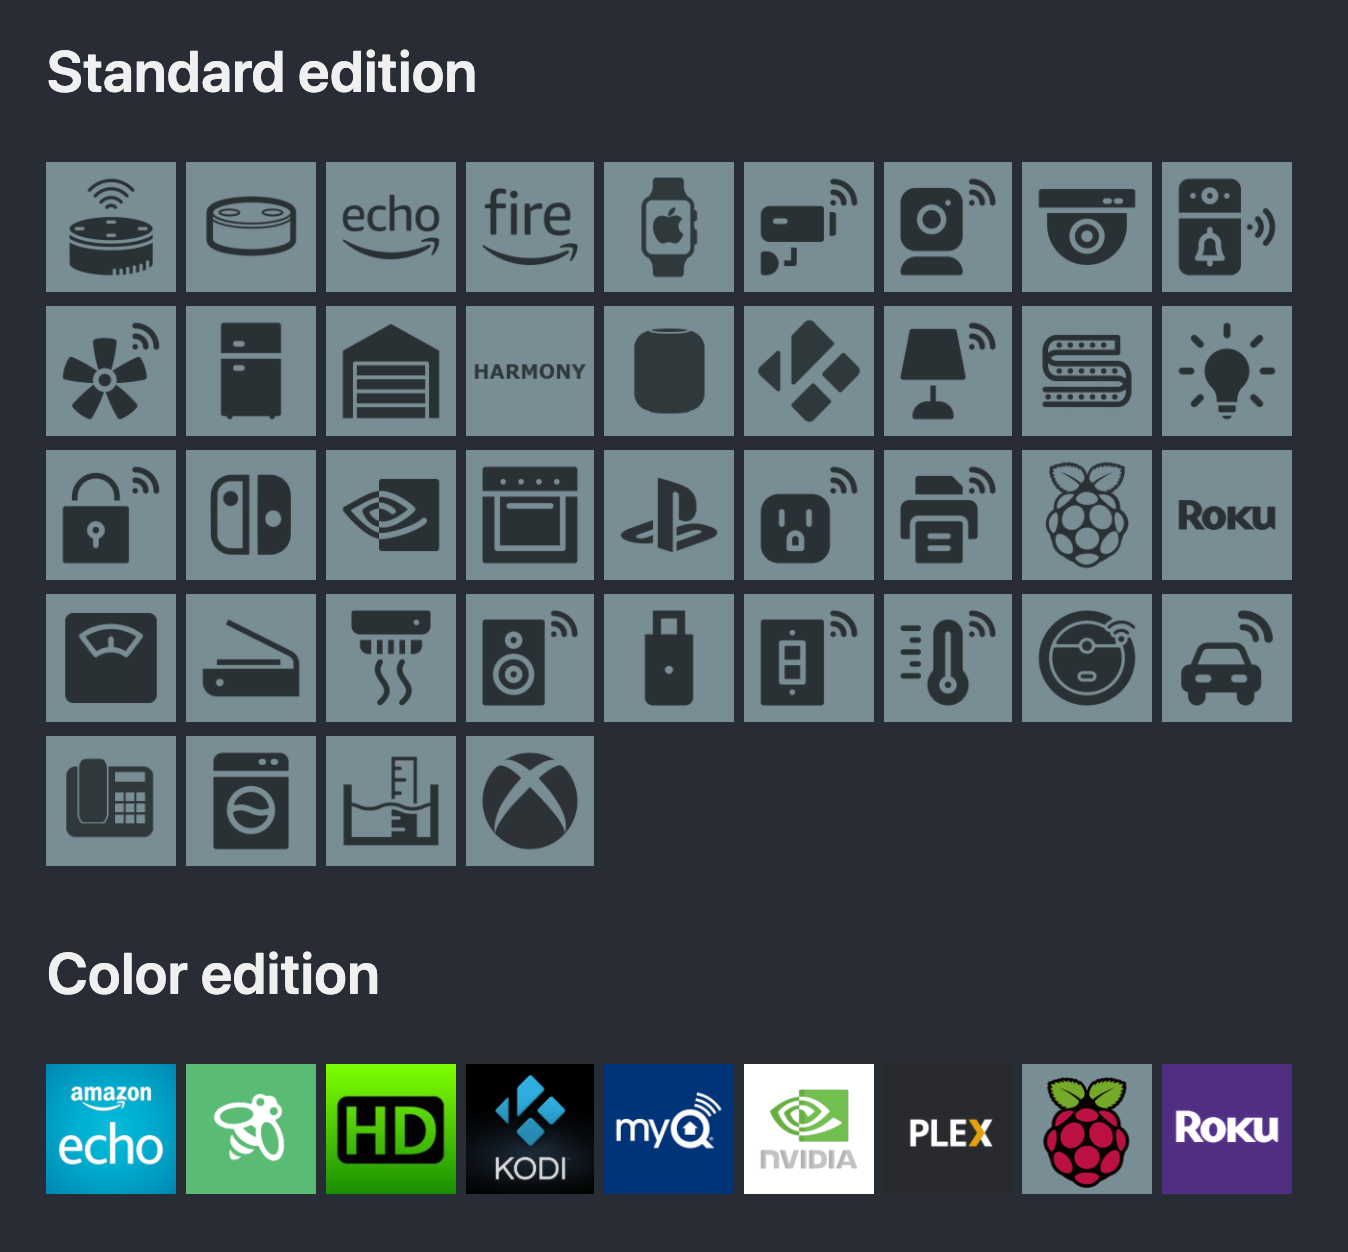 Standard edition
echo
fire
HARMONY
ROKU
Color edition
amazon
echo
HD
KODI
myQ
nVIDIA
PLEX
ROKU